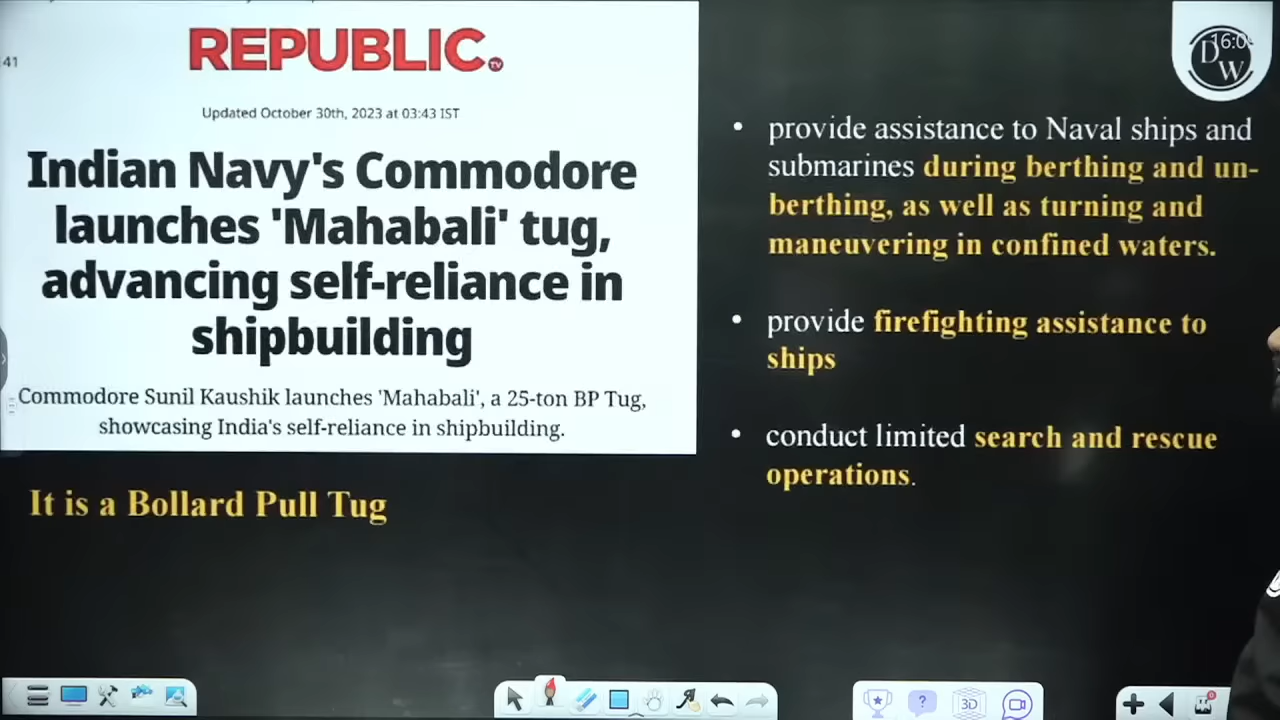 41
REPUBLIC.
TV
Updated October 30th, 2023 at 03:43 IST
Indian Navy's Commodore
launches 'Mahabali' tug,
advancing self-reliance in
shipbuilding
Commodore Sunil Kaushik launches 'Mahabali', a 25-ton BP Tug,
showcasing India's self-reliance in shipbuilding.
It is a Bollard Pull Tug
DW
• provide assistance to Naval ships and
submarines during berthing and un-
berthing, as well as turning and
maneuvering in confined waters.
• provide firefighting assistance to
ships
• conduct limited search and rescue
operations.
?
3D